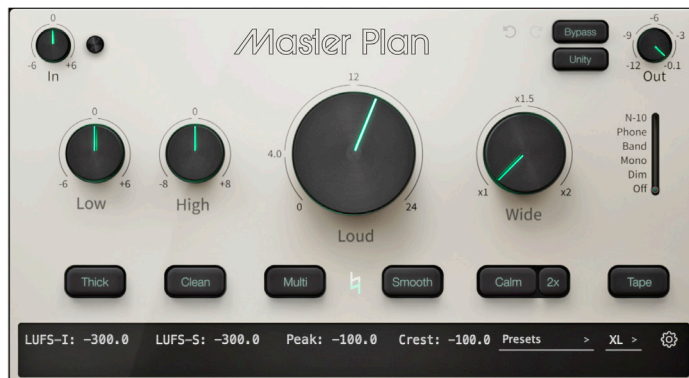 0
-6 +6
In
Master Plan
Bypass
Unity
-6
-9 -3
-12 -0.1
Out
0
-6 +6
Low
0
-8 +8
High
12
4.0
0 24
Loud
x1.5
x1 x2
Wide
N-10
Phone
Band
Mono
Dim
Off
Thick Clean Multi Smooth Calm 2x Tape
LUFS-I: -300.0 LUFS-S: -300.0 Peak: -100.0 Crest: -100.0 Presets > XL >